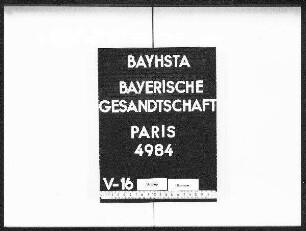 BAYHSTA
BAYERISCHE
GESANDTSCHAFT
PARIS
4984
V-16